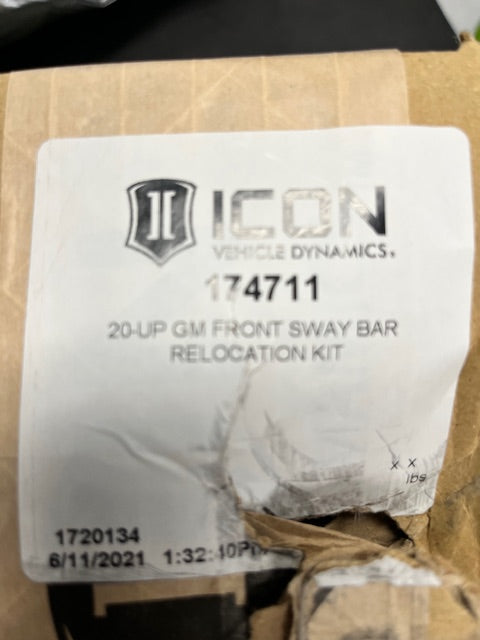 ICON
VEHICLE DYNAMICS.
174711
20-UP GM FRONT SWAY BAR
RELOCATION KIT
x x
lbs
1720134
6/11/2021 1:32:40PM